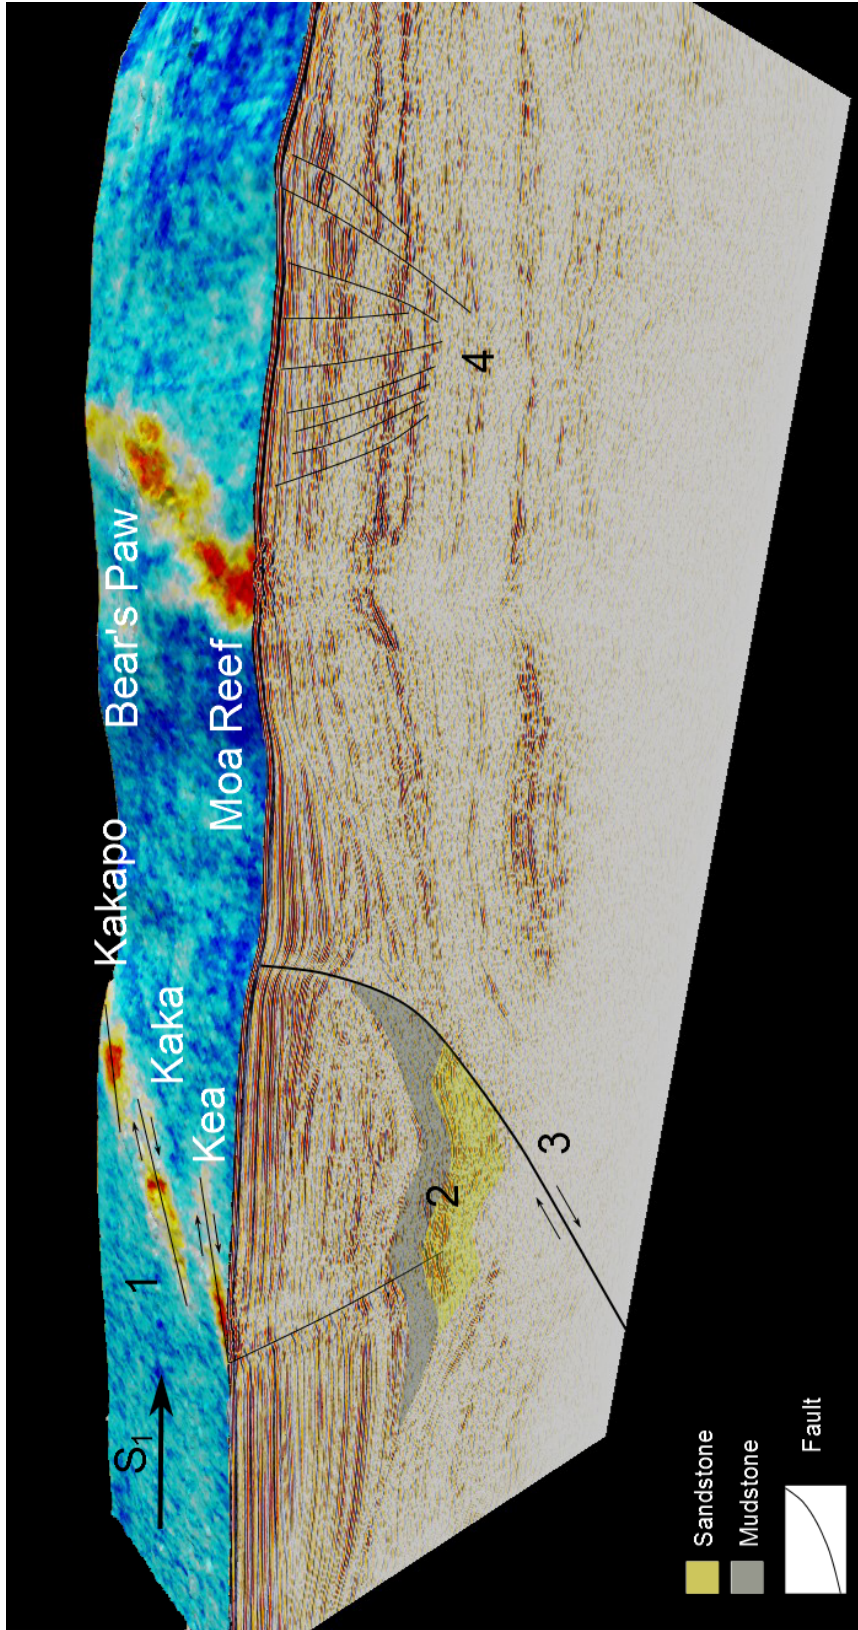 S1
1
Kea
Kaka
Kakapo
Moa Reef
Bear's Paw
2
3
4
Sandstone
Mudstone
Fault